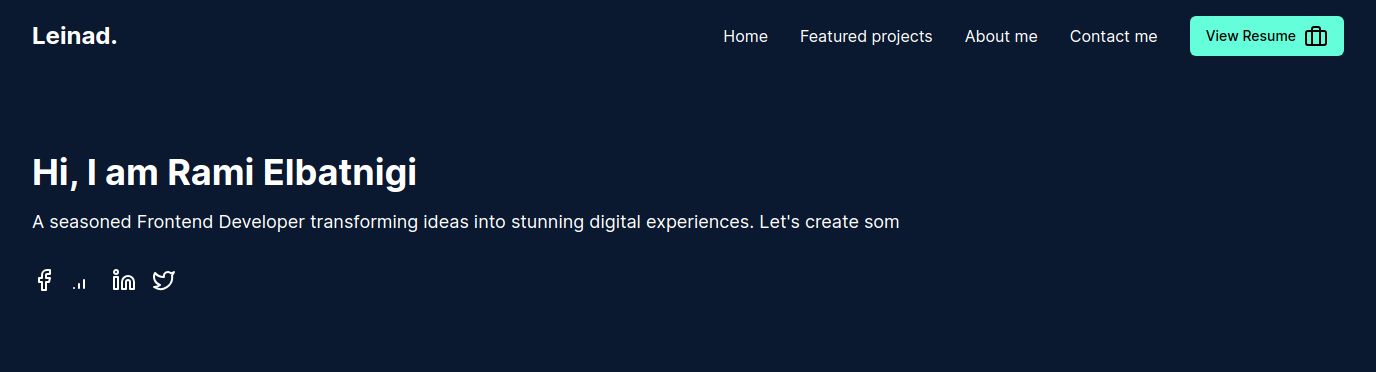 Leinad.
Home
Featured projects
About me
Contact me
View Resume
Hi, I am Rami Elbatnigi
A seasoned Frontend Developer transforming ideas into stunning digital experiences. Let's create som